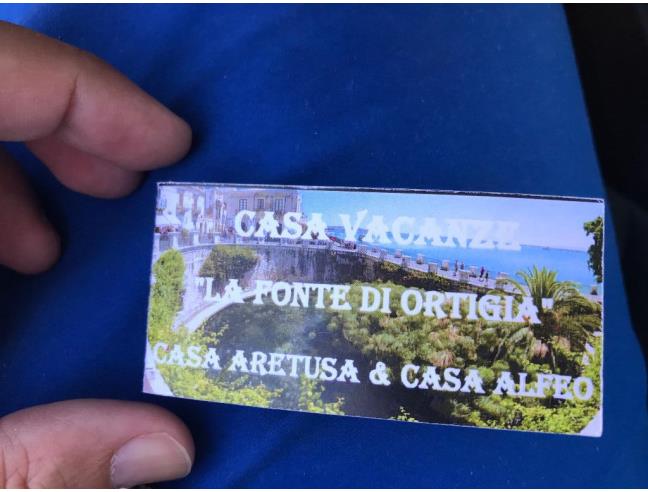 CASA VACANZE
"LA FONTE DI ORTIGIA"
CASA ARETUSA & CASA ALFEO